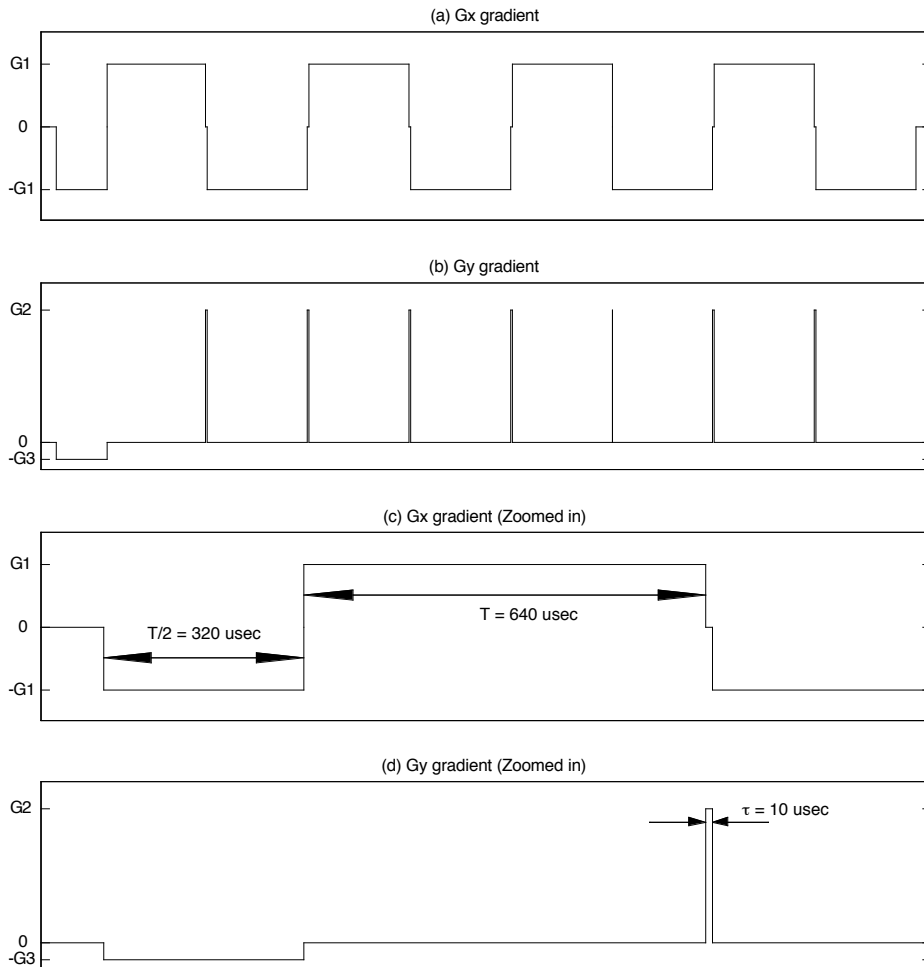 (a) Gx gradient
G1
0
-G1
(b) Gy gradient
G2
0
-G3
(c) Gx gradient (Zoomed in)
G1
T = 640 usec
0
T/2 = 320 usec
-G1
(d) Gy gradient (Zoomed in)
G2
τ = 10 usec
0
-G3